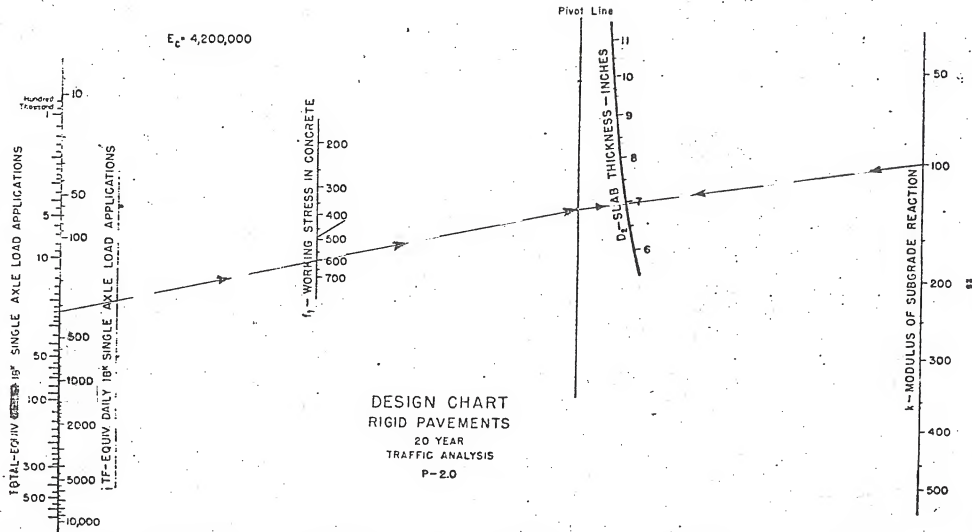 Pivot Line
E_c= 4,200,000
Hundred
Thousand
1
5
10
50
100
300
500
TOTAL-EQUIV 18ᴷ SINGLE AXLE LOAD APPLICATIONS
10
50
100
500
1000
2000
5000
10,000
TF-EQUIV. DAILY 18ᴷ SINGLE AXLE LOAD APPLICATIONS
200
300
400
500
600
700
f₁ — WORKING STRESS IN CONCRETE
11
10
9
8
7
6
D₂—SLAB THICKNESS—INCHES
50
100
200
300
400
500
k—MODULUS OF SUBGRADE REACTION
DESIGN CHART
RIGID PAVEMENTS
20 YEAR
TRAFFIC ANALYSIS
P-2.0